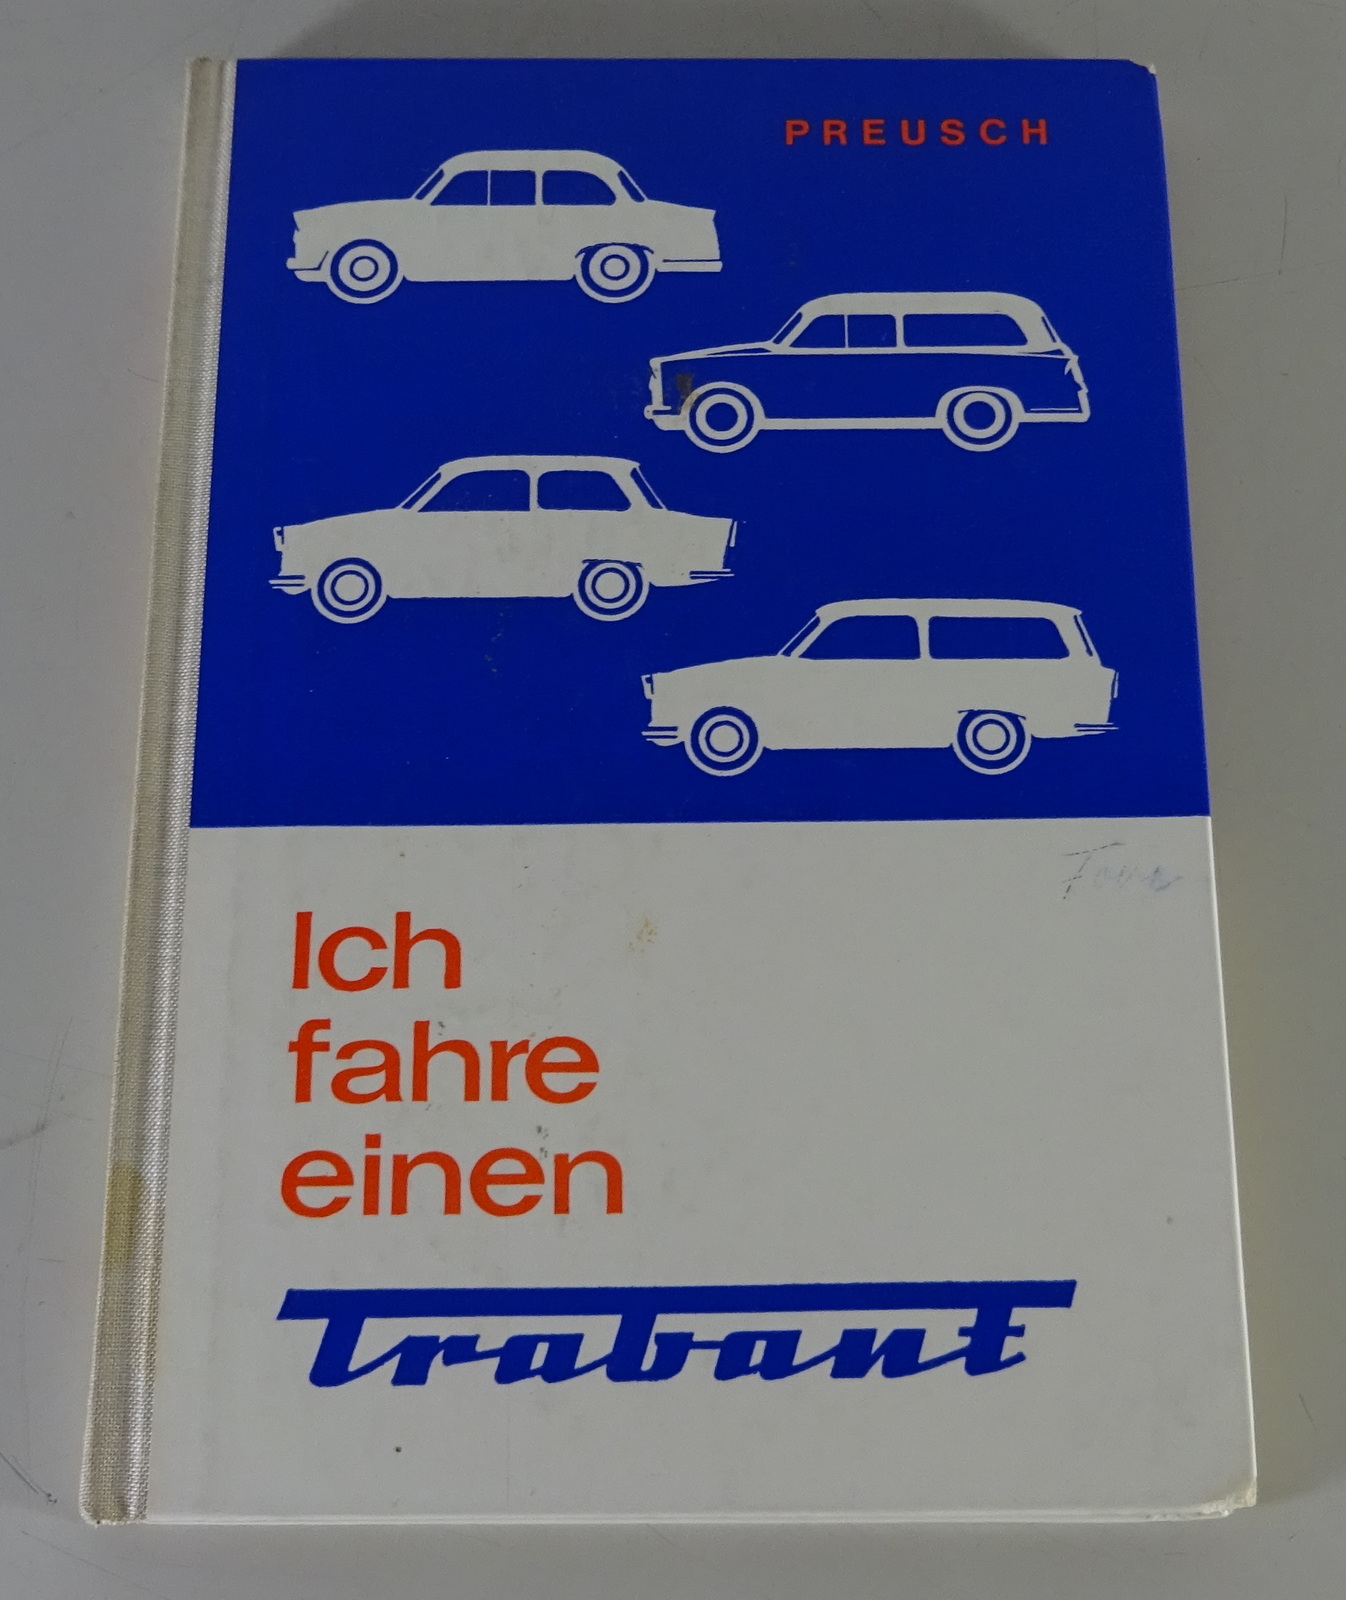 PREUSCH
Ich
fahre
einen
Trabant